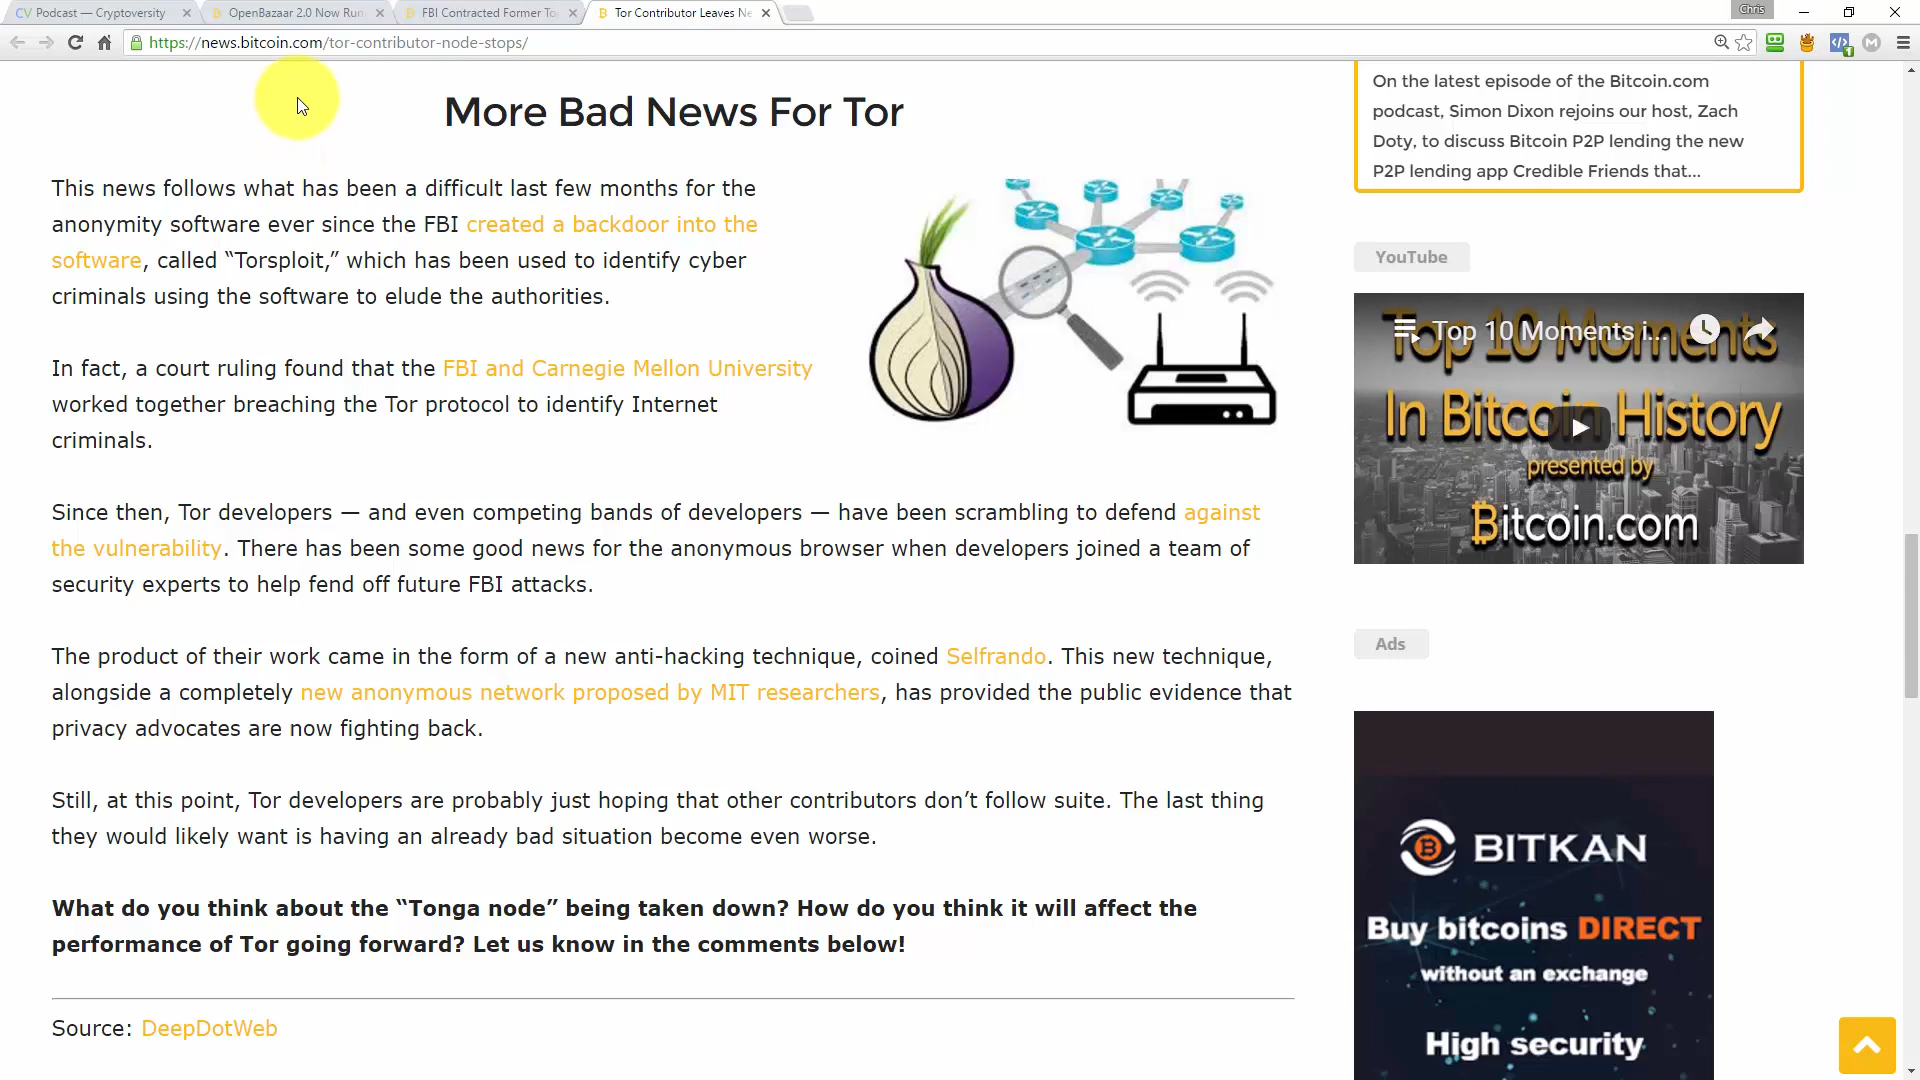 CV Podcast — Cryptoversity
OpenBazaar 2.0 Now Run
FBI Contracted Former To
Tor Contributor Leaves Ne
Chris
https://news.bitcoin.com/tor-contributor-node-stops/
More Bad News For Tor
This news follows what has been a difficult last few months for the
anonymity software ever since the FBI created a backdoor into the
software, called “Torsploit,” which has been used to identify cyber
criminals using the software to elude the authorities.
In fact, a court ruling found that the FBI and Carnegie Mellon University
worked together breaching the Tor protocol to identify Internet
criminals.
Since then, Tor developers — and even competing bands of developers — have been scrambling to defend against
the vulnerability. There has been some good news for the anonymous browser when developers joined a team of
security experts to help fend off future FBI attacks.
The product of their work came in the form of a new anti-hacking technique, coined Selfrando. This new technique,
alongside a completely new anonymous network proposed by MIT researchers, has provided the public evidence that
privacy advocates are now fighting back.
Still, at this point, Tor developers are probably just hoping that other contributors don’t follow suite. The last thing
they would likely want is having an already bad situation become even worse.
What do you think about the “Tonga node” being taken down? How do you think it will affect the
performance of Tor going forward? Let us know in the comments below!
Source: DeepDotWeb
On the latest episode of the Bitcoin.com
podcast, Simon Dixon rejoins our host, Zach
Doty, to discuss Bitcoin P2P lending the new
P2P lending app Credible Friends that...
YouTube
Top 10 Moments i...
Top 10 Moments
In Bitcoin History
presented by
Bitcoin.com
Ads
BITKAN
Buy bitcoins DIRECT
without an exchange
High security